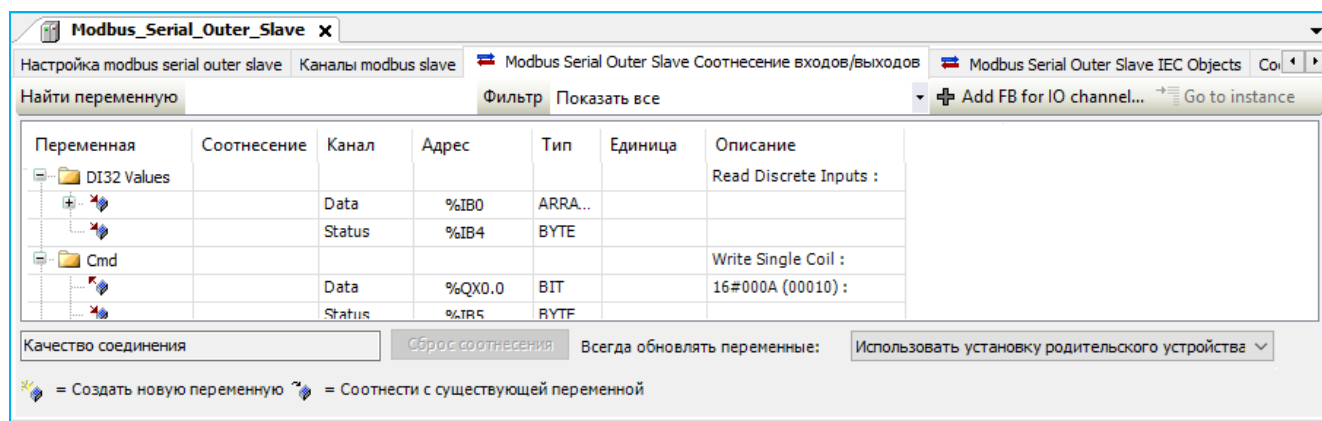 Modbus_Serial_Outer_Slave x
Настройка modbus serial outer slave Каналы modbus slave Modbus Serial Outer Slave Соотнесение входов/выходов Modbus Serial Outer Slave IEC Objects
Найти переменную Фильтр Показать все Add FB for IO channel... Go to instance
Переменная Соотнесение Канал Адрес Тип Единица Описание
DI32 Values Read Discrete Inputs :
Data %IB0 ARRA...
Status %IB4 BYTE
Cmd Write Single Coil :
Data %QX0.0 BIT 16#000A (00010) :
Status %IB5 BYTE
Качество соединения Сброс соотнесения Всегда обновлять переменные: Использовать установку родительского устройства
= Создать новую переменную = Соотнести с существующей переменной